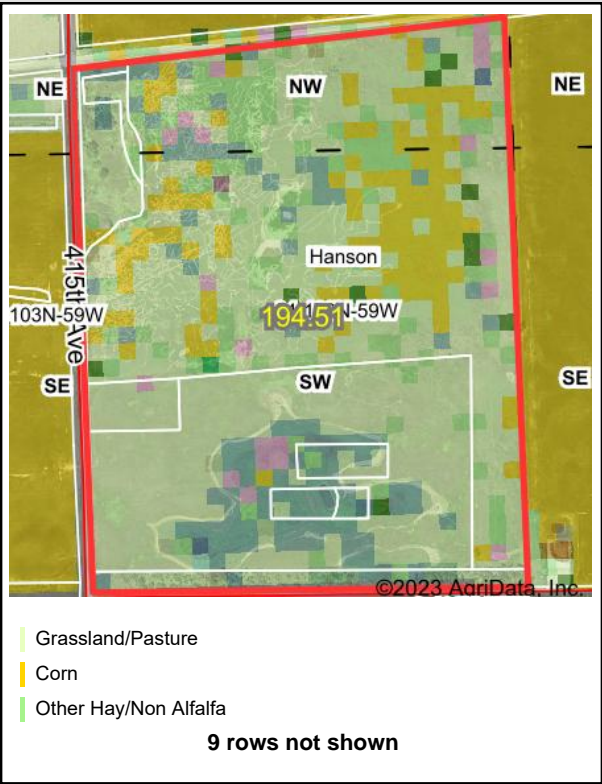 NE
NW
NE
Hanson
415th Ave
103N-59W
194.51
N-59W
SE
SW
SE
©2023 AgriData, Inc.
Grassland/Pasture
Corn
Other Hay/Non Alfalfa
9 rows not shown